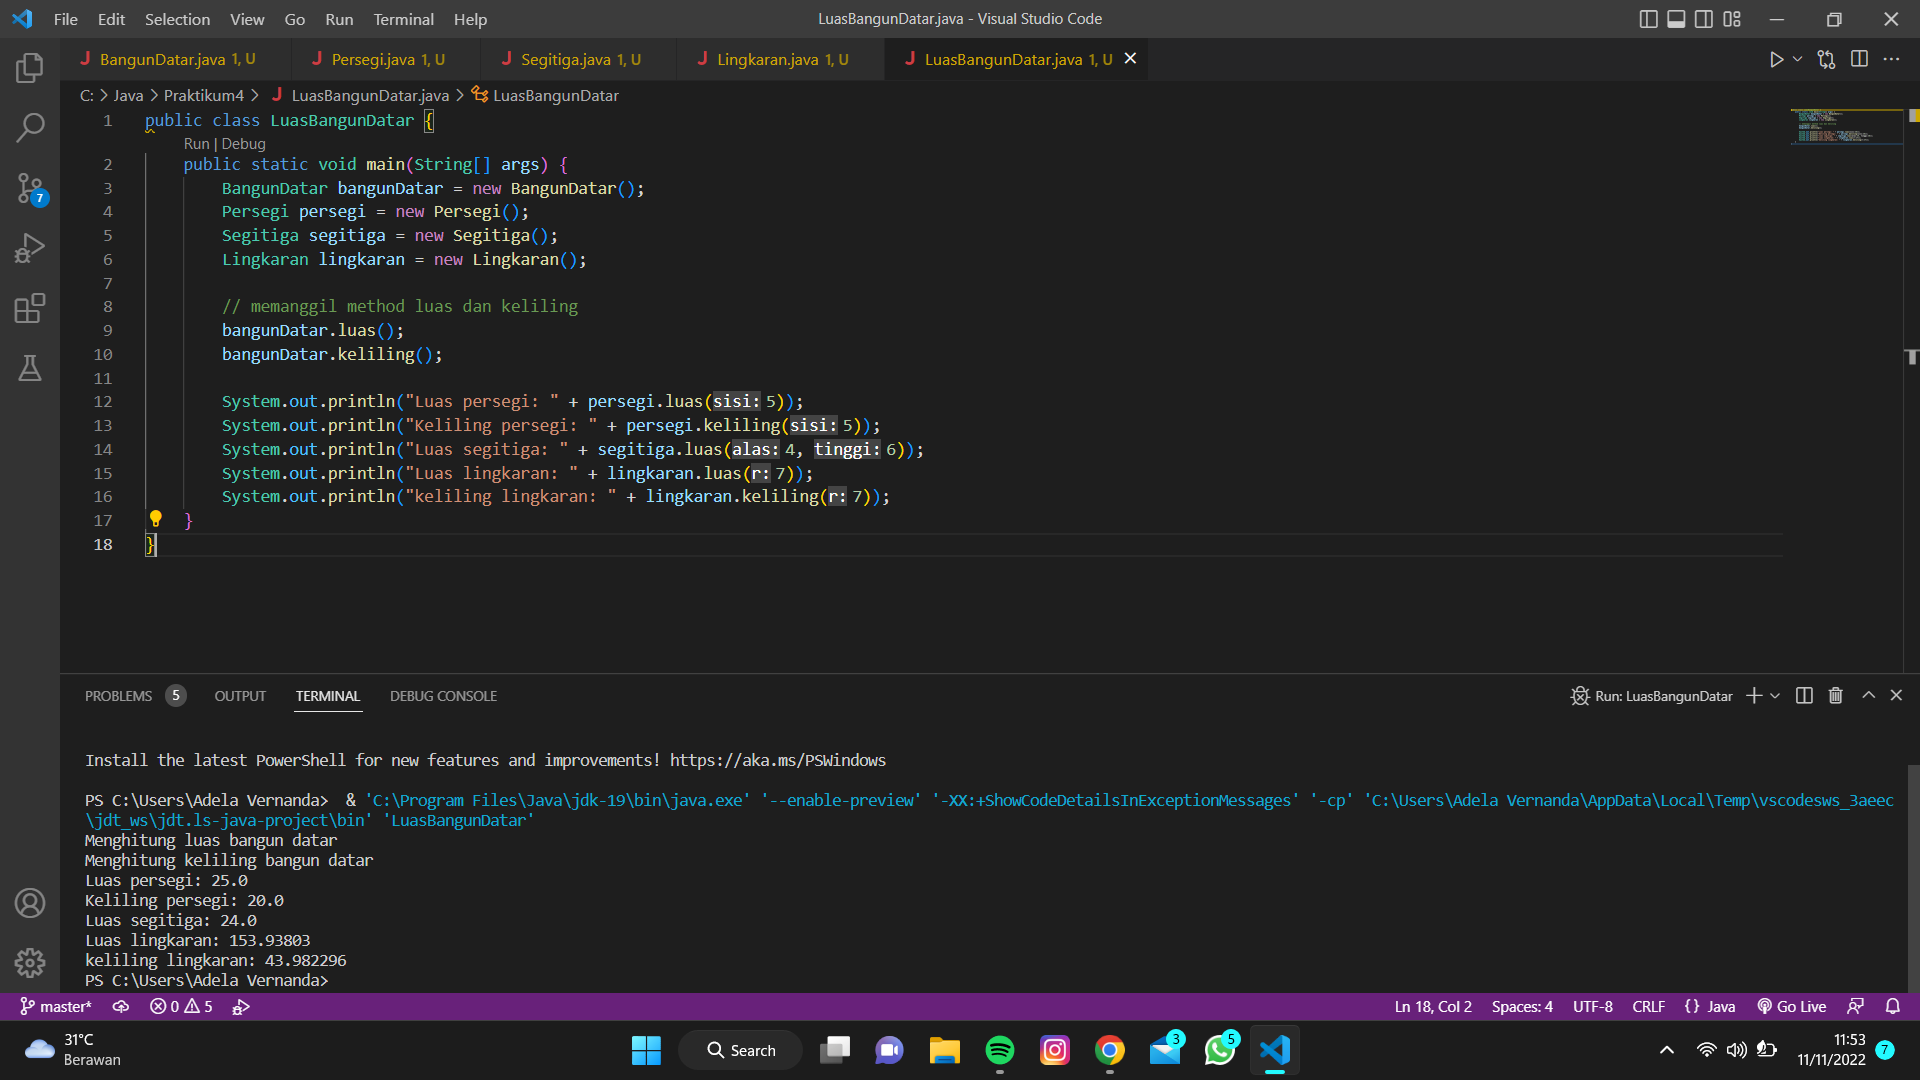 File Edit Selection View Go Run Terminal Help LuasBangunDatar.java - Visual Studio Code
BangunDatar.java 1, U Persegi.java 1, U Segitiga.java 1, U Lingkaran.java 1, U LuasBangunDatar.java 1, U
C: > Java > Praktikum4 > LuasBangunDatar.java > LuasBangunDatar
1 public class LuasBangunDatar {
Run | Debug
2 public static void main(String[] args) {
3 BangunDatar bangunDatar = new BangunDatar();
4 Persegi persegi = new Persegi();
5 Segitiga segitiga = new Segitiga();
6 Lingkaran lingkaran = new Lingkaran();
7
8 // memanggil method luas dan keliling
9 bangunDatar.luas();
10 bangunDatar.keliling();
11
12 System.out.println("Luas persegi: " + persegi.luas(sisi: 5));
13 System.out.println("Keliling persegi: " + persegi.keliling(sisi: 5));
14 System.out.println("Luas segitiga: " + segitiga.luas(alas: 4, tinggi: 6));
15 System.out.println("Luas lingkaran: " + lingkaran.luas(r: 7));
16 System.out.println("keliling lingkaran: " + lingkaran.keliling(r: 7));
17 }
18 }
7
PROBLEMS 5 OUTPUT TERMINAL DEBUG CONSOLE Run: LuasBangunDatar
Install the latest PowerShell for new features and improvements! https://aka.ms/PSWindows
PS C:\Users\Adela Vernanda> & 'C:\Program Files\Java\jdk-19\bin\java.exe' '--enable-preview' '-XX:+ShowCodeDetailsInExceptionMessages' '-cp' 'C:\Users\Adela Vernanda\AppData\Local\Temp\vscodesws_3aeec
\jdt_ws\jdt.ls-java-project\bin' 'LuasBangunDatar'
Menghitung luas bangun datar
Menghitung keliling bangun datar
Luas persegi: 25.0
Keliling persegi: 20.0
Luas segitiga: 24.0
Luas lingkaran: 153.93803
keliling lingkaran: 43.982296
PS C:\Users\Adela Vernanda>
master* 0 5 Ln 18, Col 2 Spaces: 4 UTF-8 CRLF {} Java Go Live
31°C
Berawan
Search
3
5
11:53
11/11/2022
7